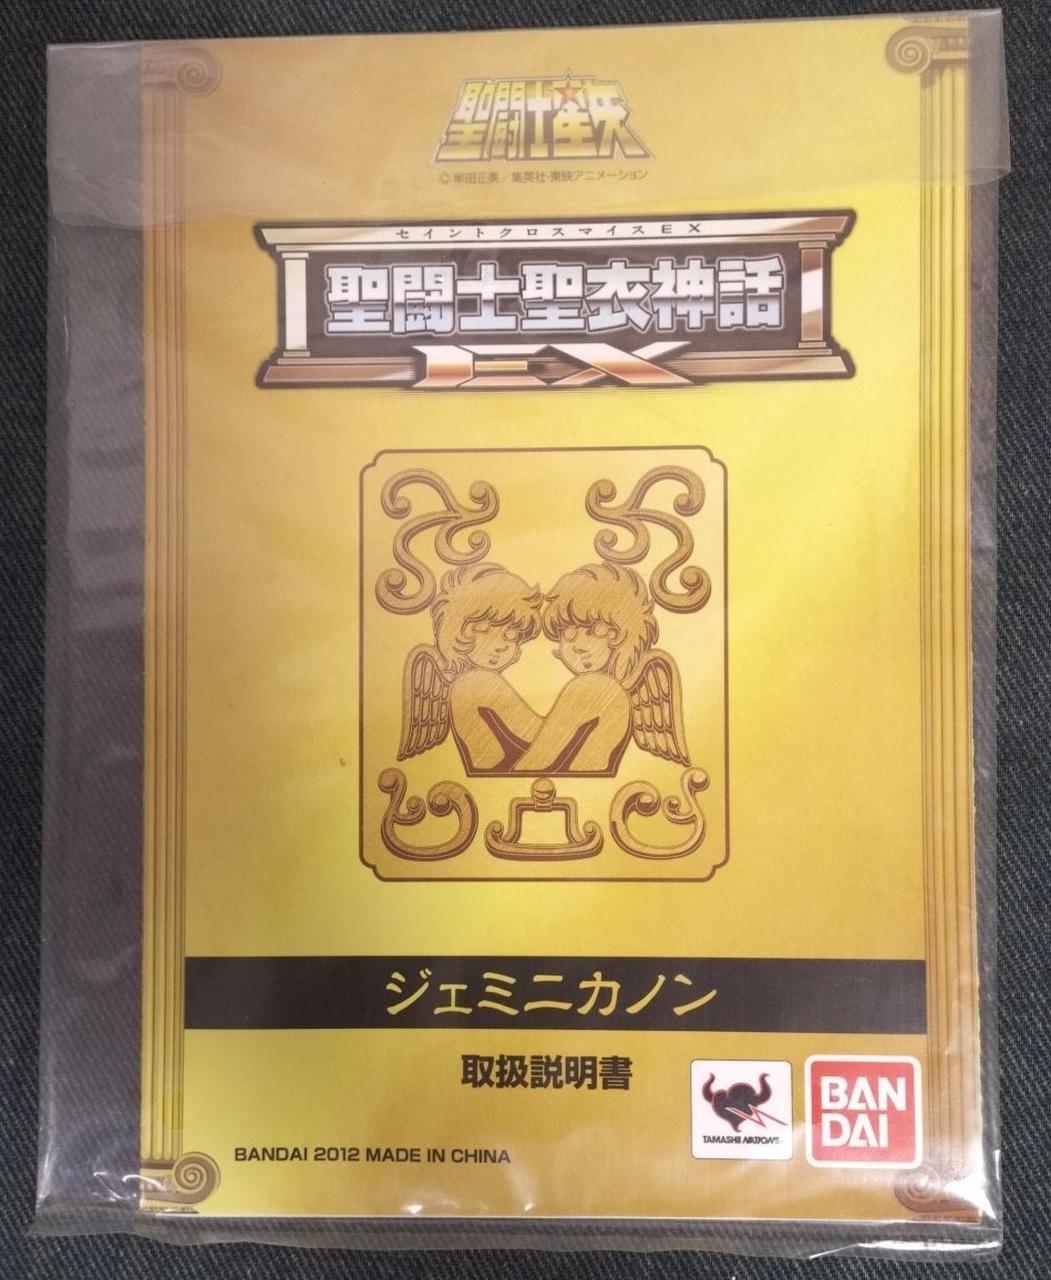 聖闘士星矢
©車田正美/集英社・東映アニメーション
セイントクロスマイスEX
聖闘士聖衣神話
EX
ジェミニカノン
取扱説明書
TAMASHII NATIONS
BAN
DAI
BANDAI 2012 MADE IN CHINA